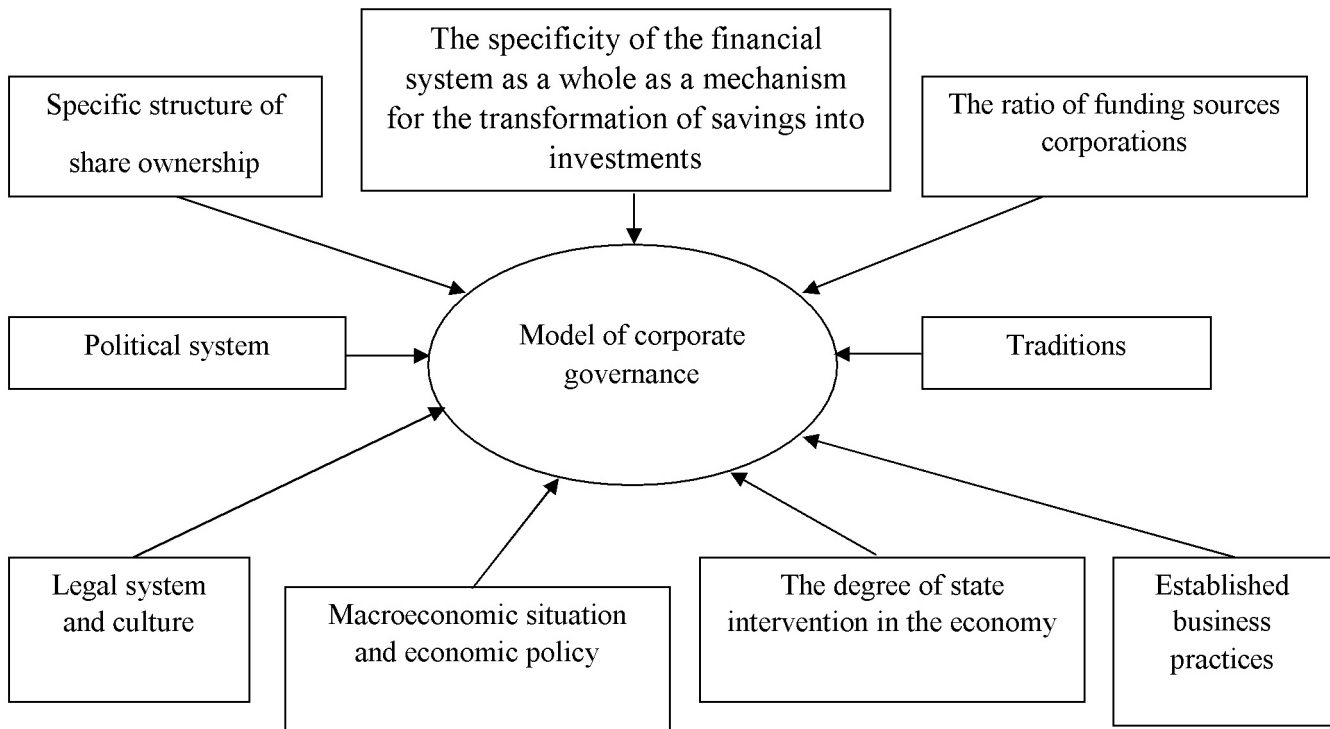 The specificity of the financial
system as a whole as a mechanism
for the transformation of savings into
investments
Specific structure of
share ownership
The ratio of funding sources
corporations
Political system
Model of corporate
governance
Traditions
Legal system
and culture
Macroeconomic situation
and economic policy
The degree of state
intervention in the economy
Established
business
practices